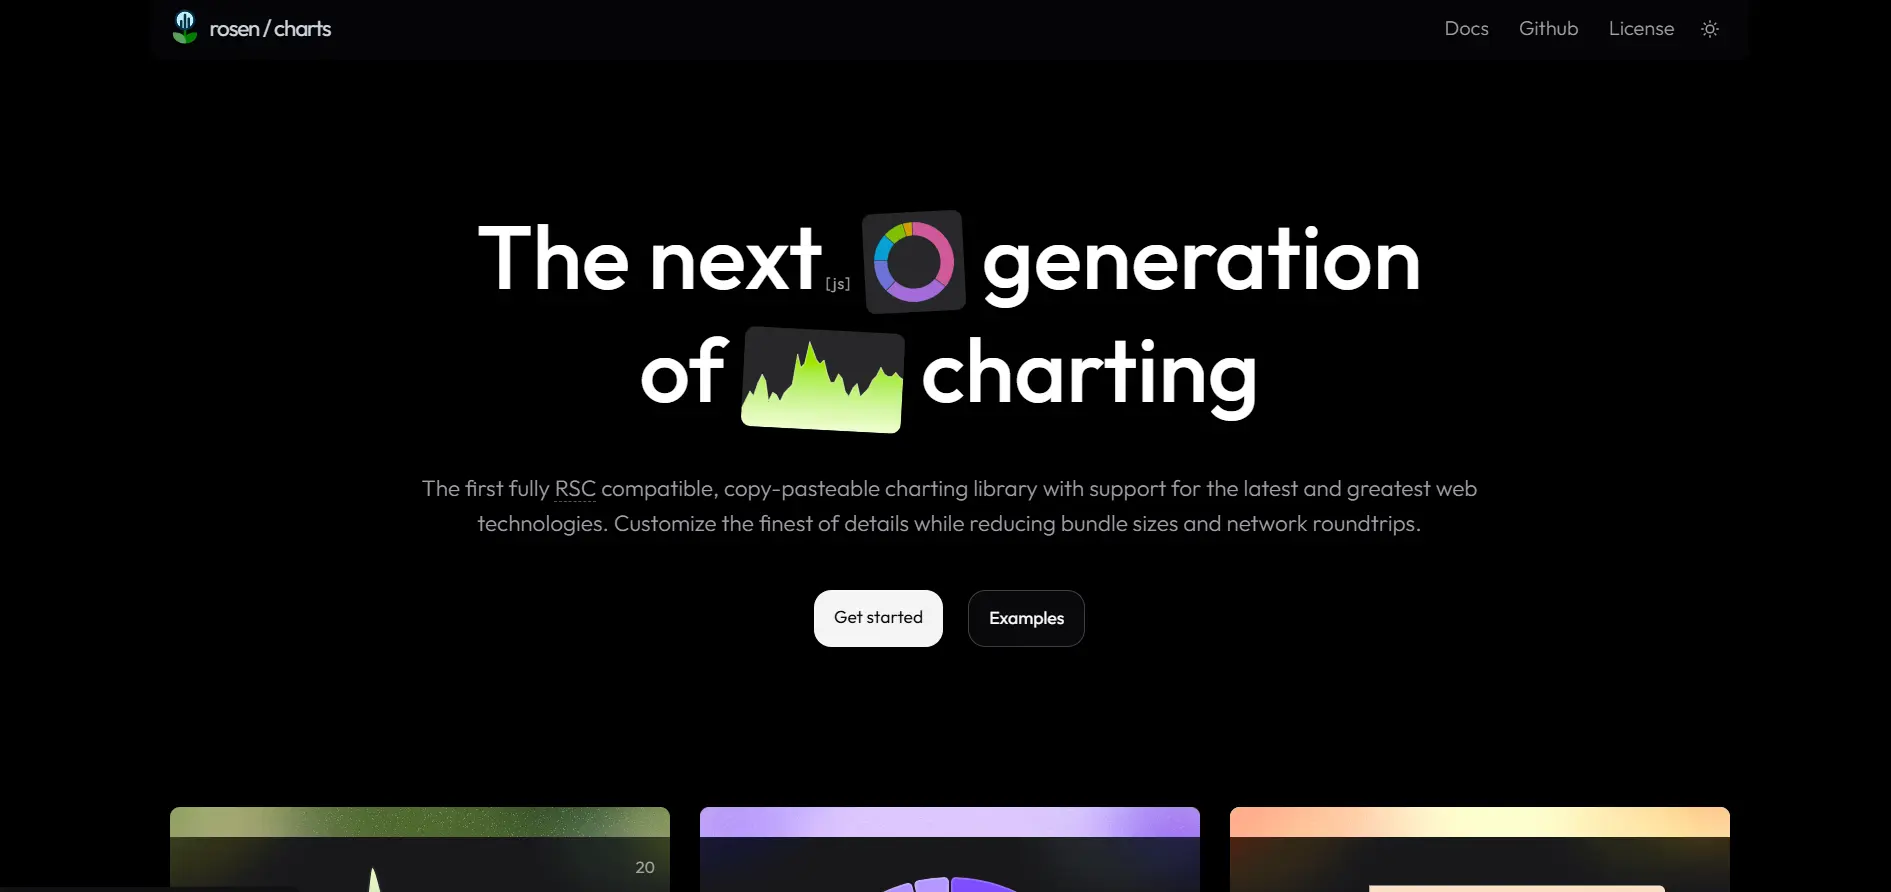 rosen / charts
Docs
Github
License
The next [js] generation
of charting
The first fully RSC compatible, copy-pasteable charting library with support for the latest and greatest web
technologies. Customize the finest of details while reducing bundle sizes and network roundtrips.
Get started
Examples
20